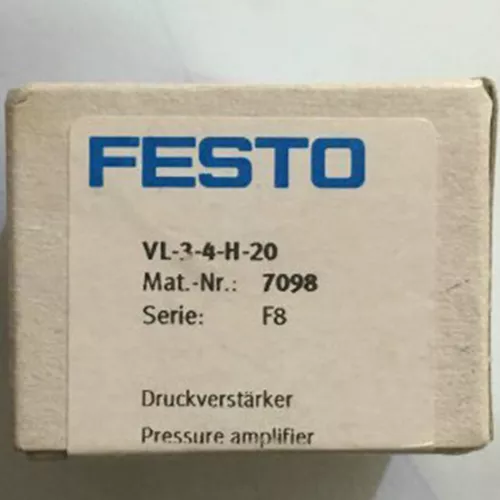 FESTO
VL-3-4-H-20
Mat.-Nr.: 7098
Serie: F8
Druckverstärker
Pressure amplifier